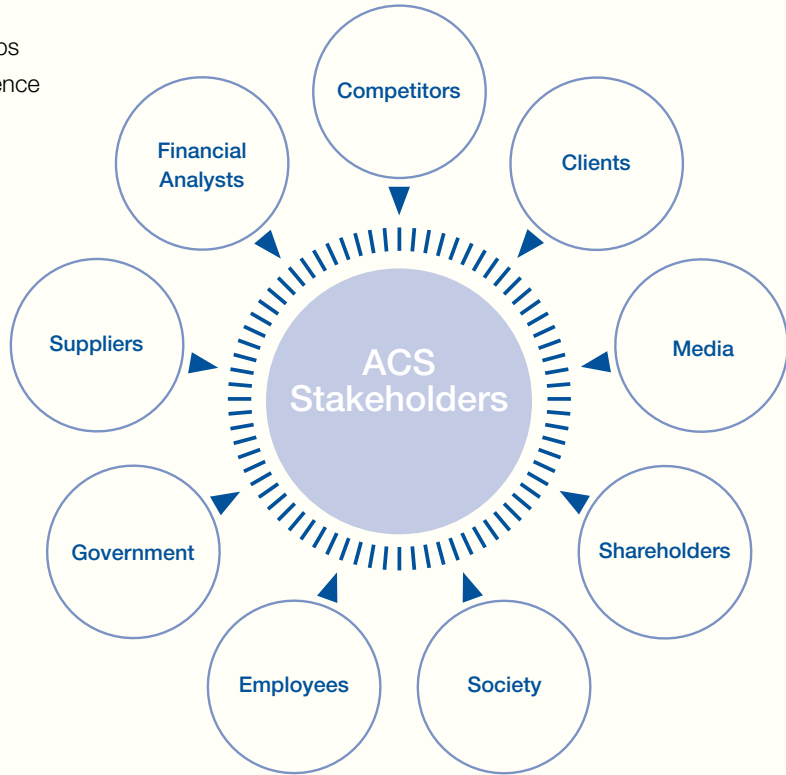 Competitors
Clients
Media
Shareholders
Society
Employees
Government
Suppliers
Financial
Analysts
ACS
Stakeholders